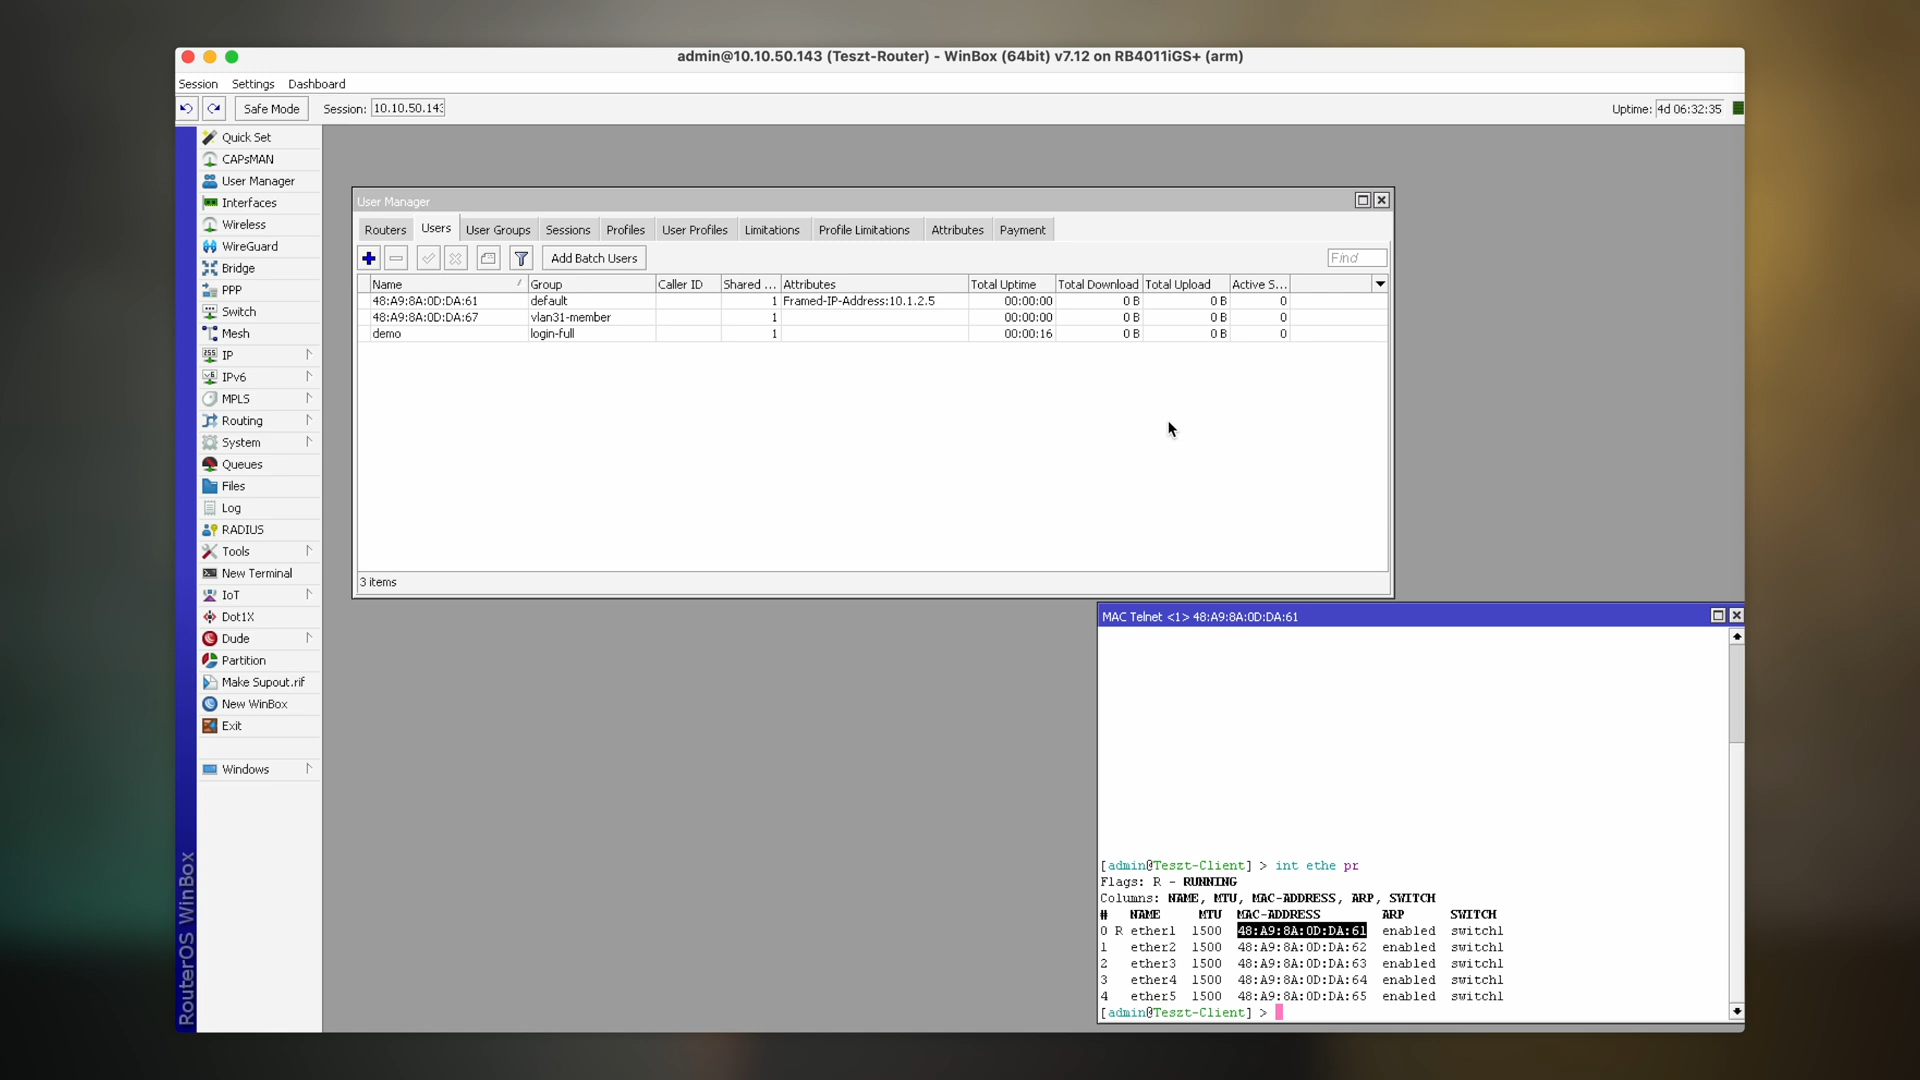 admin@10.10.50.143 (Teszt-Router) - WinBox (64bit) v7.12 on RB4011iGS+ (arm)
Session Settings Dashboard
Safe Mode Session: 10.10.50.143 Uptime: 4d 06:32:35
Quick Set
CAPsMAN
User Manager
Interfaces
Wireless
WireGuard
Bridge
PPP
Switch
Mesh
IP
IPv6
MPLS
Routing
System
Queues
Files
Log
RADIUS
Tools
New Terminal
IoT
Dot1X
Dude
Partition
Make Supout.rif
New WinBox
Exit
Windows
RouterOS WinBox
User Manager
Routers Users User Groups Sessions Profiles User Profiles Limitations Profile Limitations Attributes Payment
Add Batch Users Find
Name Group Caller ID Shared ... Attributes Total Uptime Total Download Total Upload Active S...
48:A9:8A:0D:DA:61 default 1 Framed-IP-Address:10.1.2.5 00:00:00 0 B 0 B 0
48:A9:8A:0D:DA:67 vlan31-member 1 00:00:00 0 B 0 B 0
demo login-full 1 00:00:16 0 B 0 B 0
3 items
MAC Telnet <1> 48:A9:8A:0D:DA:61
[admin@Teszt-Client] > int ethe pr
Flags: R - RUNNING
Columns: NAME, MTU, MAC-ADDRESS, ARP, SWITCH
# NAME MTU MAC-ADDRESS ARP SWITCH
0 R ether1 1500 48:A9:8A:0D:DA:61 enabled switch1
1 ether2 1500 48:A9:8A:0D:DA:62 enabled switch1
2 ether3 1500 48:A9:8A:0D:DA:63 enabled switch1
3 ether4 1500 48:A9:8A:0D:DA:64 enabled switch1
4 ether5 1500 48:A9:8A:0D:DA:65 enabled switch1
[admin@Teszt-Client] >